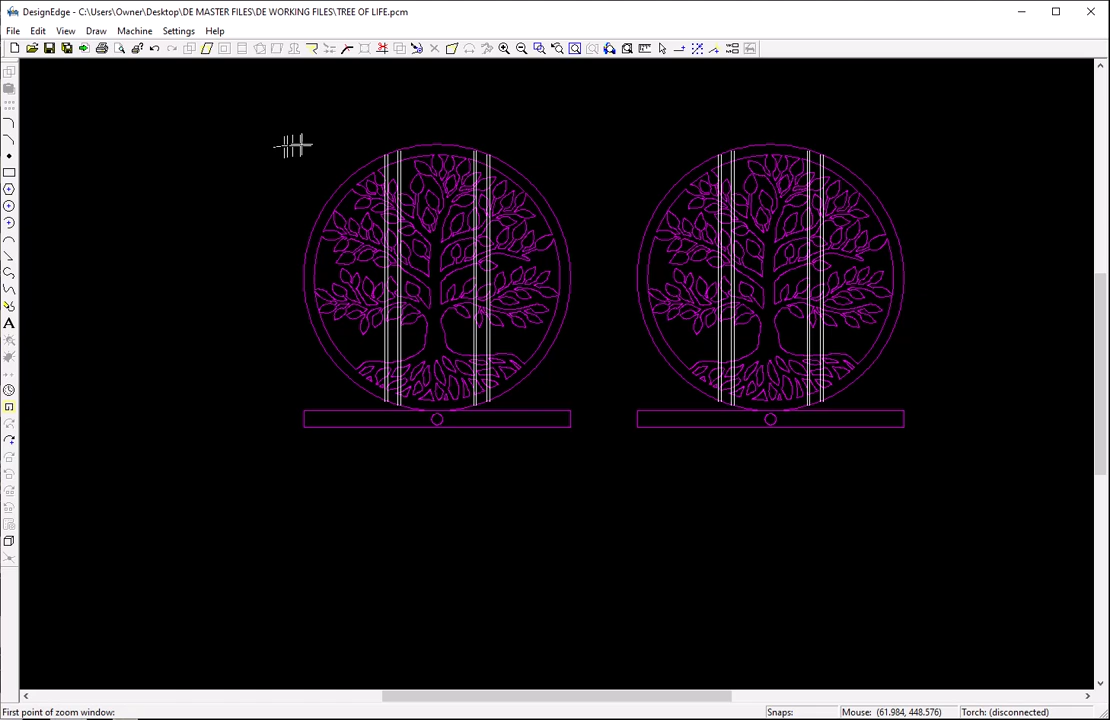 DesignEdge - C:\Users\Owner\Desktop\DE MASTER FILES\DE WORKING FILES\TREE OF LIFE.pcm
File Edit View Draw Machine Settings Help
A
First point of zoom window:
Snaps:
Mouse: (61.984, 448.576)
Torch: (disconnected)